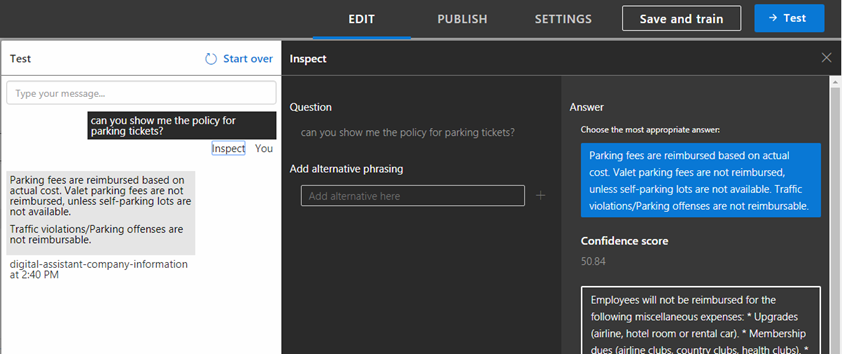 EDIT PUBLISH SETTINGS Save and train → Test
Test Start over
Type your message...
can you show me the policy for
parking tickets?
Inspect You
Parking fees are reimbursed based on
actual cost. Valet parking fees are not
reimbursed, unless self-parking lots are
not available.
Traffic violations/Parking offenses are
not reimbursable.
digital-assistant-company-information
at 2:40 PM
Inspect
Question
can you show me the policy for parking tickets?
Add alternative phrasing
Add alternative here
Answer
Choose the most appropriate answer:
Parking fees are reimbursed based on actual
cost. Valet parking fees are not reimbursed,
unless self-parking lots are not available. Traffic
violations/Parking offenses are not reimbursable.
Confidence score
50.84
Employees will not be reimbursed for the
following miscellaneous expenses: * Upgrades
(airline, hotel room or rental car). * Membership
dues (airline clubs, country clubs, health clubs). *